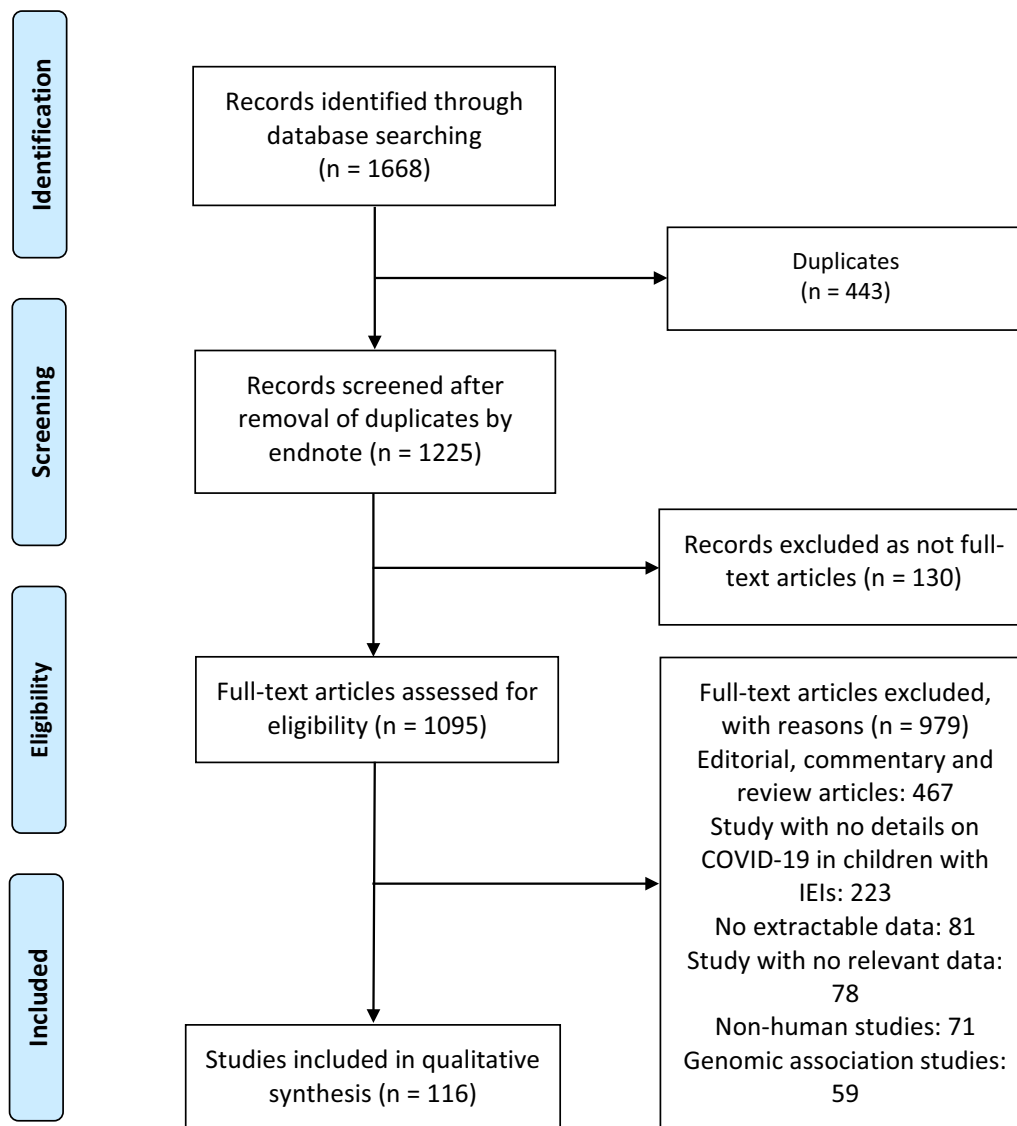 Identification
Records identified through
database searching
(n = 1668)
Duplicates
(n = 443)
Screening
Records screened after
removal of duplicates by
endnote (n = 1225)
Records excluded as not full-
text articles (n = 130)
Eligibility
Full-text articles assessed for
eligibility (n = 1095)
Full-text articles excluded,
with reasons (n = 979)
Editorial, commentary and
review articles: 467
Study with no details on
COVID-19 in children with
IEIs: 223
No extractable data: 81
Study with no relevant data:
78
Non-human studies: 71
Genomic association studies:
59
Included
Studies included in qualitative
synthesis (n = 116)